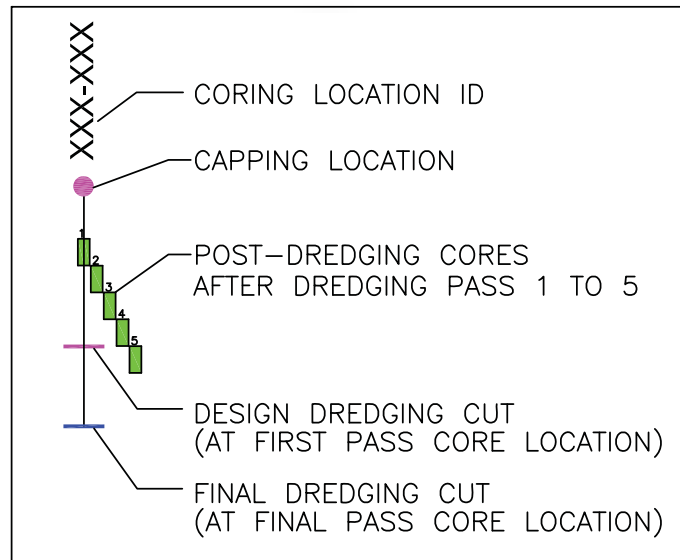 XXX-XXX
CORING LOCATION ID
CAPPING LOCATION
1
2
3
4
5
POST-DREDGING CORES
AFTER DREDGING PASS 1 TO 5
DESIGN DREDGING CUT
(AT FIRST PASS CORE LOCATION)
FINAL DREDGING CUT
(AT FINAL PASS CORE LOCATION)